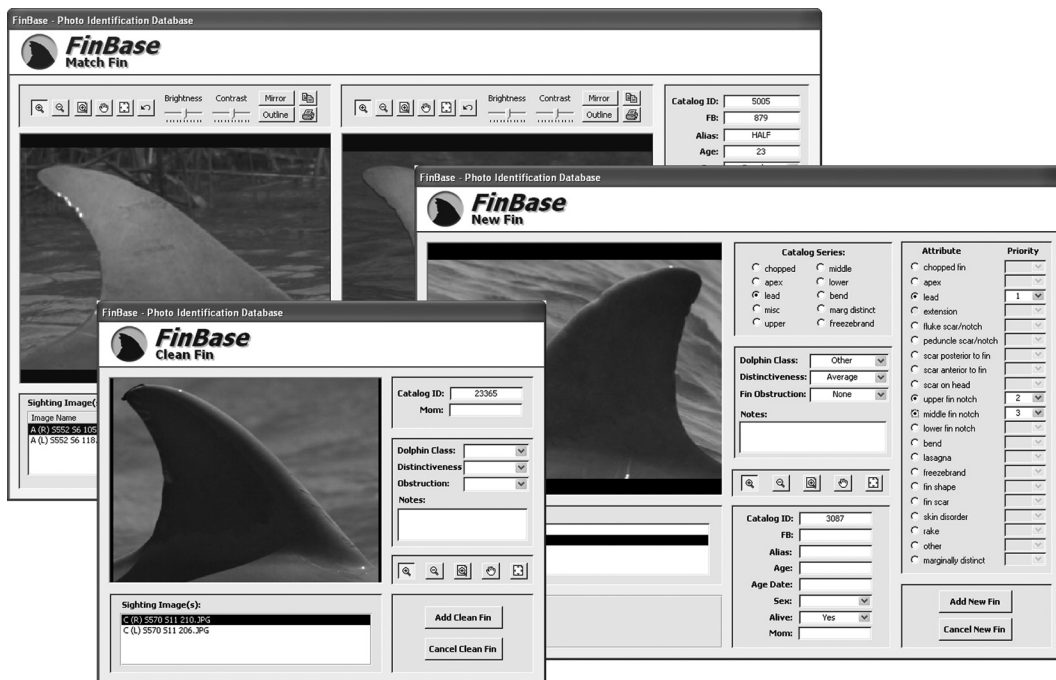 FinBase - Photo Identification Database
FinBase
Match Fin
Brightness Contrast Mirror
Outline
Brightness Contrast Mirror
Outline
Catalog ID: 5005
FB: 879
Alias: HALF
Age: 23
Sighting Image(s
Image Name
A (R) S552 S6 105
A (L) S552 S6 118.
FinBase - Photo Identification Database
FinBase
New Fin
Catalog Series:
chopped middle
apex lower
lead bend
misc marg distinct
upper freezebrand
Dolphin Class: Other
Distinctiveness: Average
Fin Obstruction: None
Notes:
Catalog ID: 3087
FB:
Alias:
Age:
Age Date:
Sex:
Alive: Yes
Mom:
Attribute Priority
chopped fin
apex
lead 1
extension
fluke scar/notch
peduncle scar/notch
scar posterior to fin
scar anterior to fin
scar on head
upper fin notch 2
middle fin notch 3
lower fin notch
bend
lasagna
freezebrand
fin shape
fin scar
skin disorder
rake
other
marginally distinct
Add New Fin
Cancel New Fin
FinBase - Photo Identification Database
FinBase
Clean Fin
Catalog ID: 23365
Mom:
Dolphin Class:
Distinctiveness
Obstruction:
Notes:
Sighting Image(s):
C (R) S570 S11 210.JPG
C (L) S570 S11 206.JPG
Add Clean Fin
Cancel Clean Fin